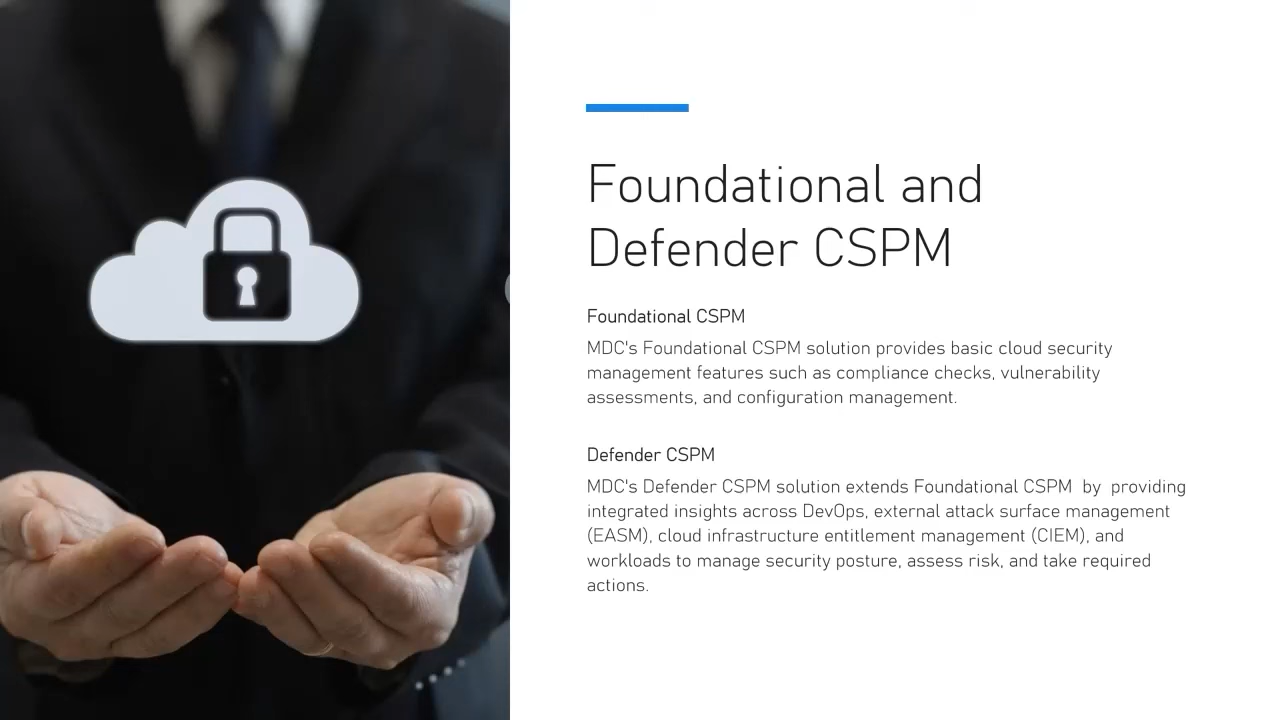 Foundational and
Defender CSPM
Foundational CSPM
MDC's Foundational CSPM solution provides basic cloud security
management features such as compliance checks, vulnerability
assessments, and configuration management.
Defender CSPM
MDC's Defender CSPM solution extends Foundational CSPM  by  providing
integrated insights across DevOps, external attack surface management
(EASM), cloud infrastructure entitlement management (CIEM), and
workloads to manage security posture, assess risk, and take required
actions.